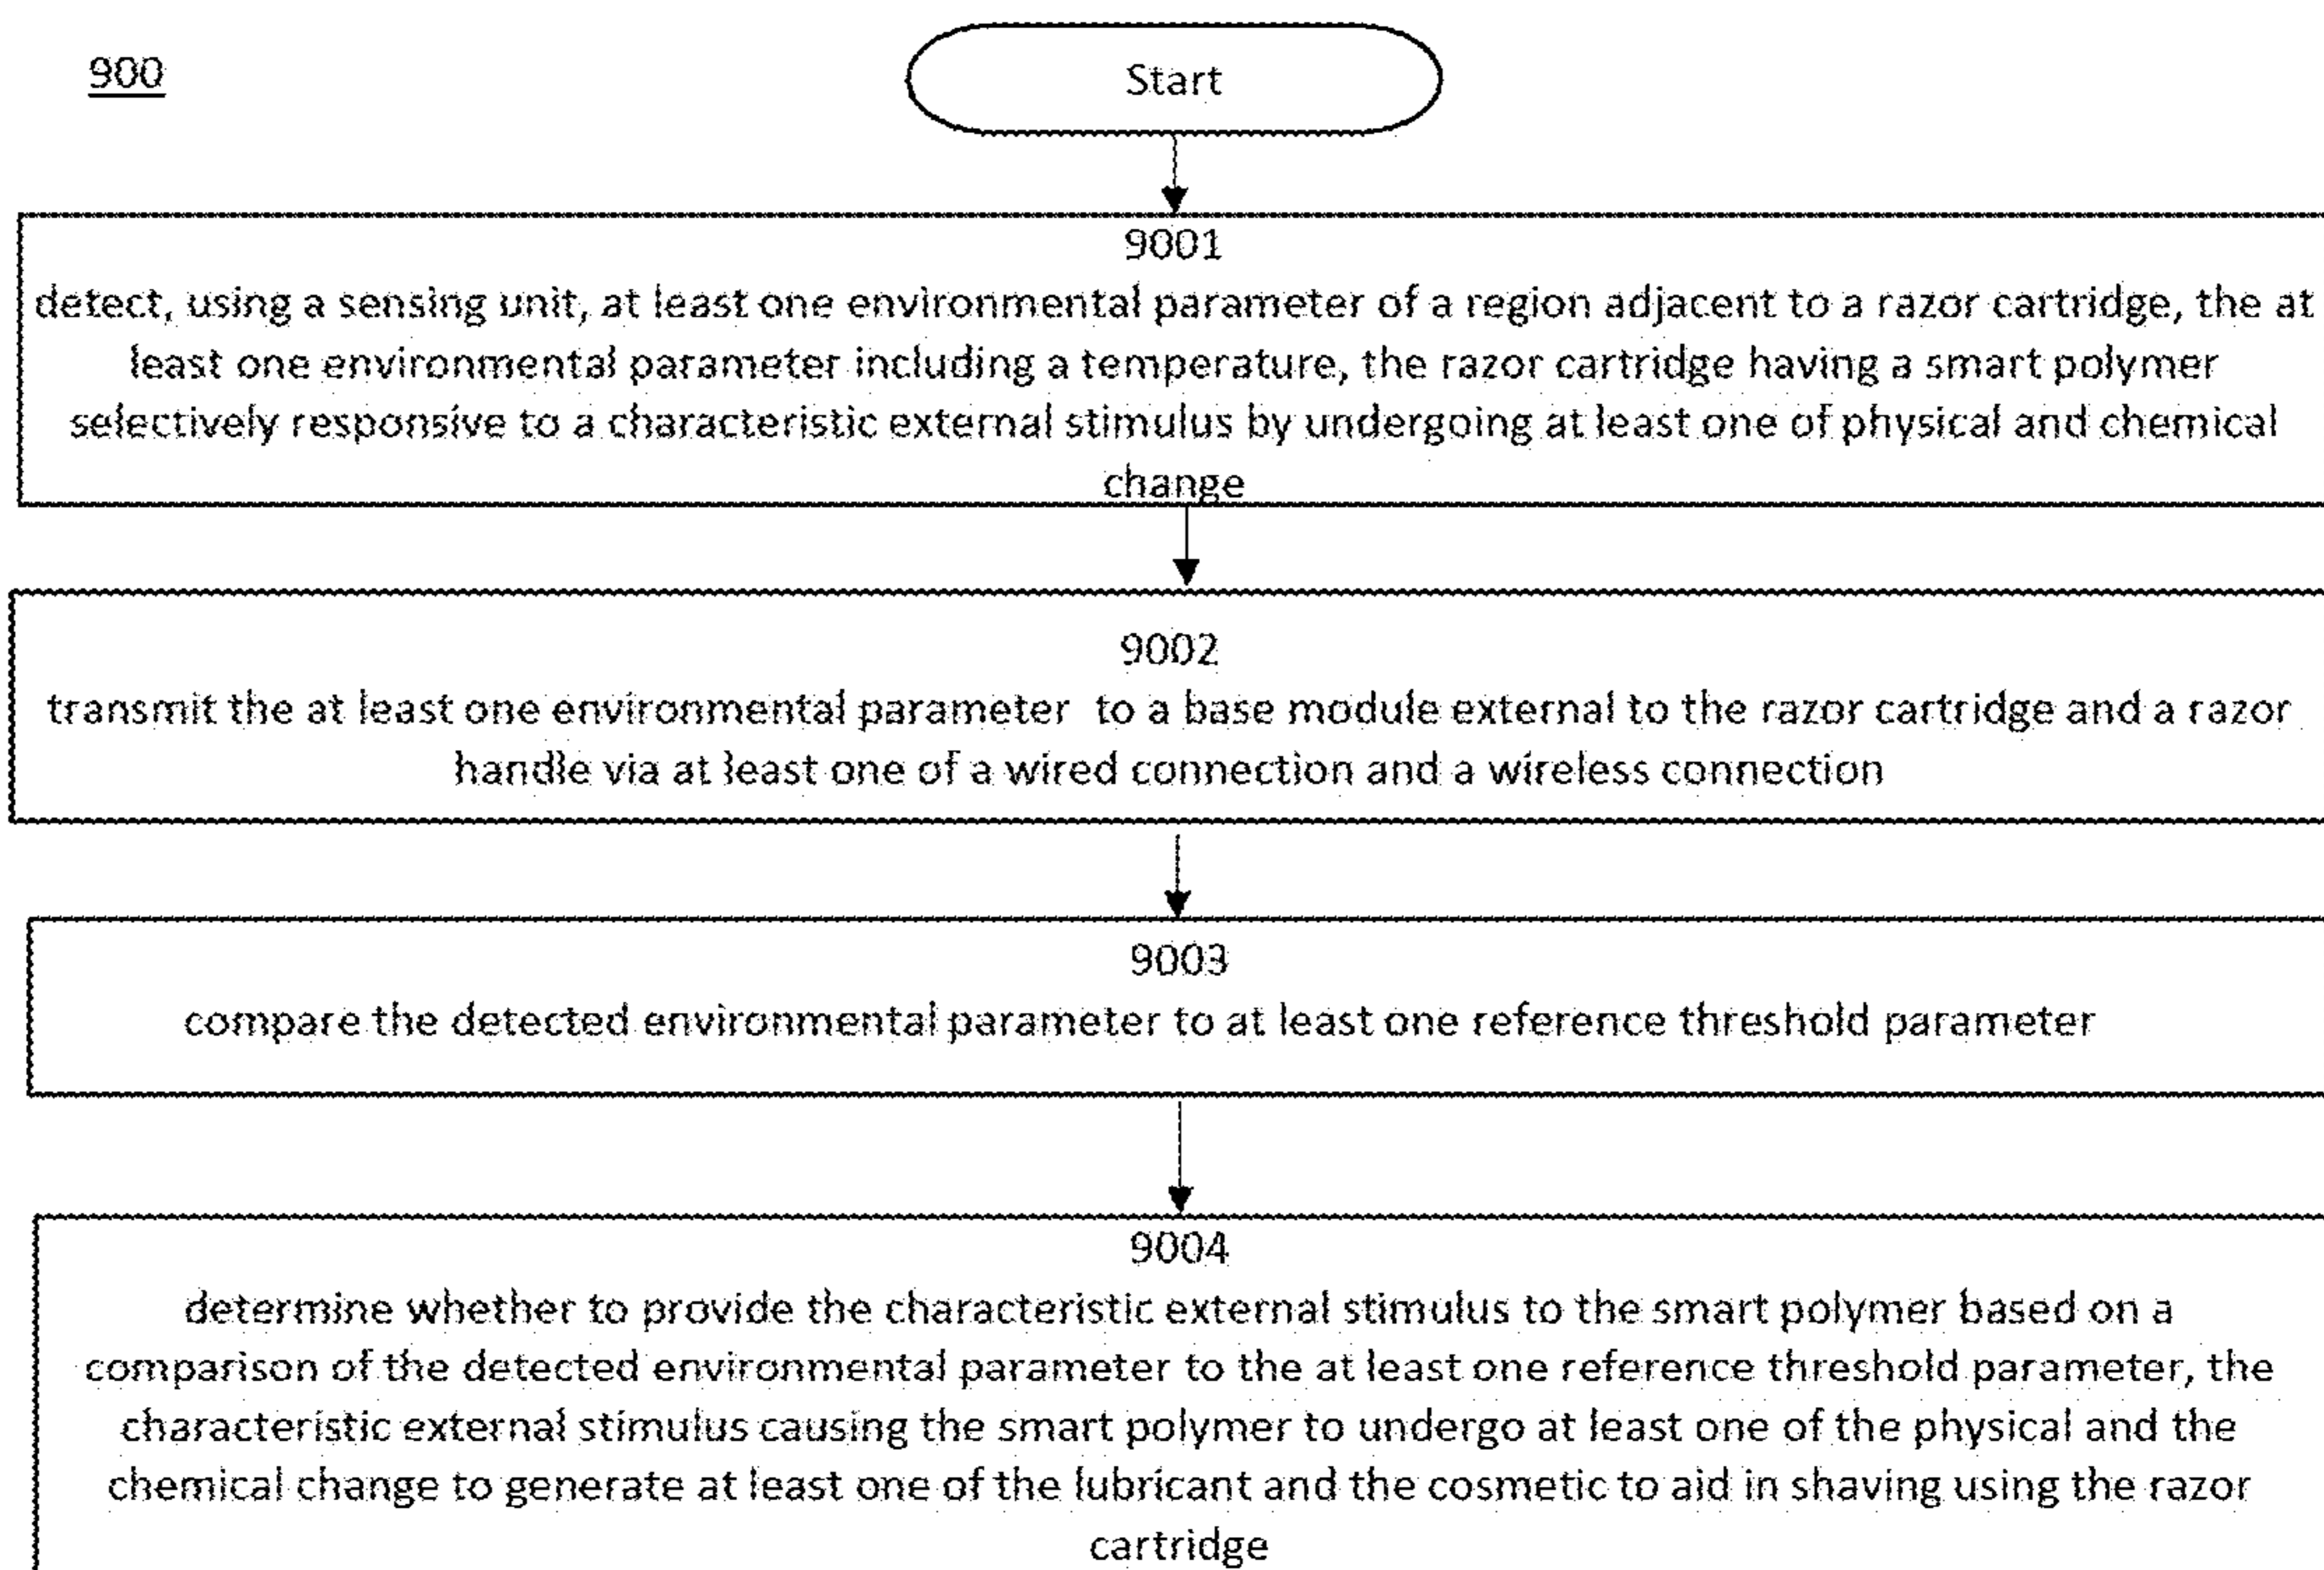 900
Start
9001
detect, using a sensing unit, at least one environmental parameter of a region adjacent to a razor cartridge, the at
least one environmental parameter including a temperature, the razor cartridge having a smart polymer
selectively responsive to a characteristic external stimulus by undergoing at least one of physical and chemical
change
9002
transmit the at least one environmental parameter to a base module external to the razor cartridge and a razor
handle via at least one of a wired connection and a wireless connection
9003
compare the detected environmental parameter to at least one reference threshold parameter
9004
determine whether to provide the characteristic external stimulus to the smart polymer based on a
comparison of the detected environmental parameter to the at least one reference threshold parameter, the
characteristic external stimulus causing the smart polymer to undergo at least one of the physical and the
chemical change to generate at least one of the lubricant and the cosmetic to aid in shaving using the razor
cartridge